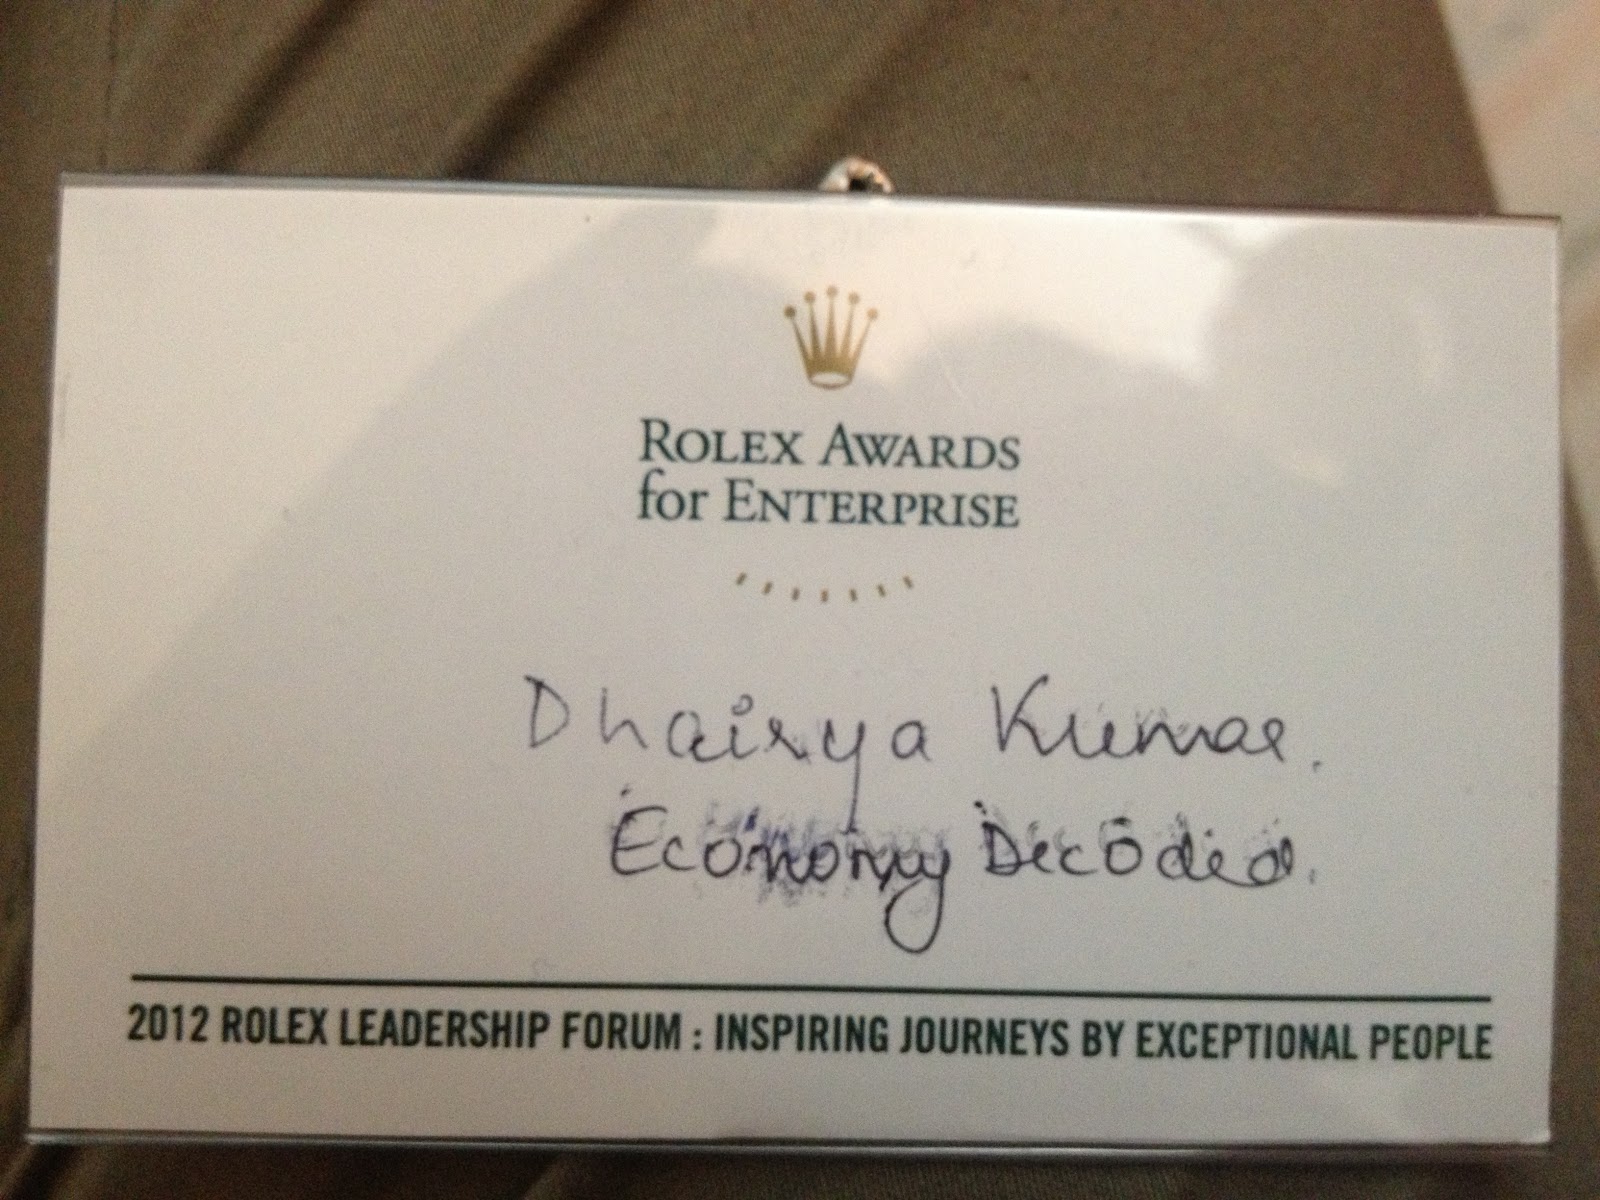 ROLEX AWARDS
for ENTERPRISE
Dhairya Kumar.
Economy Decoded.
2012 ROLEX LEADERSHIP FORUM : INSPIRING JOURNEYS BY EXCEPTIONAL PEOPLE